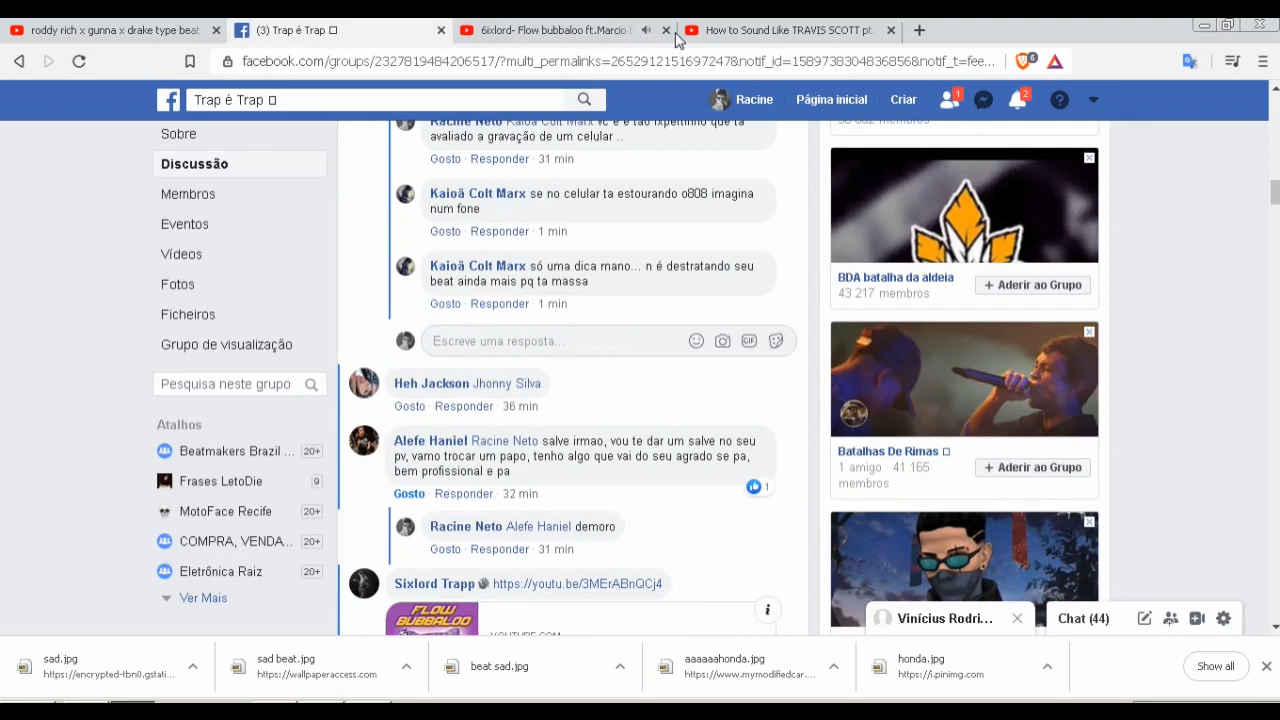 roddy rich x gunna x drake type beat
(3) Trap é Trap
6ixlord- Flow bubbaloo ft.Marcio
How to Sound Like TRAVIS SCOTT pt.
facebook.com/groups/2327819484206517/?multi_permalinks=2652912151697247&notif_id=1589738304836856&notif_t=fee...
6
Trap é Trap
Racine
Página inicial
Criar
1
2
Sobre
Discussão
Membros
Eventos
Vídeos
Fotos
Ficheiros
Grupo de visualização
Pesquisa neste grupo
Atalhos
Beatmakers Brazil ... 20+
Frases LetoDie 9
MotoFace Recife 20+
COMPRA, VENDA... 20+
Eletrônica Raiz 20+
Ver Mais
Racine Neto Kaioã Colt Marx vc é é tão ixpeitinho que ta
avaliado a gravação de um celular ..
Gosto · Responder · 31 min
Kaioã Colt Marx se no celular ta estourando o808 imagina
num fone
Gosto · Responder · 1 min
Kaioã Colt Marx só uma dica mano... n é destratando seu
beat ainda mais pq ta massa
Gosto · Responder · 1 min
Escreve uma resposta...
GIF
Heh Jackson Jhonny Silva
Gosto · Responder · 36 min
Alefe Haniel Racine Neto salve irmao, vou te dar um salve no seu
pv, vamo trocar um papo, tenho algo que vai do seu agrado se pa,
bem profissional e pa
1
Gosto · Responder · 32 min
Racine Neto Alefe Haniel demoro
Gosto · Responder · 31 min
Sixlord Trapp https://youtu.be/3MErABnQCj4
FLOW
BUBBALOO
YOUTUBE.COM
BDA batalha da aldeia
43 217 membros
+ Aderir ao Grupo
Batalhas De Rimas
1 amigo · 41 165
membros
+ Aderir ao Grupo
Vinícius Rodri...
Chat (44)
sad.jpg
https://encrypted-tbn0.gstati...
sad beat.jpg
https://wallpaperaccess.com
beat sad.jpg
aaaaaahonda.jpg
https://www.mymodifiedcar....
honda.jpg
https://i.pinimg.com
Show all